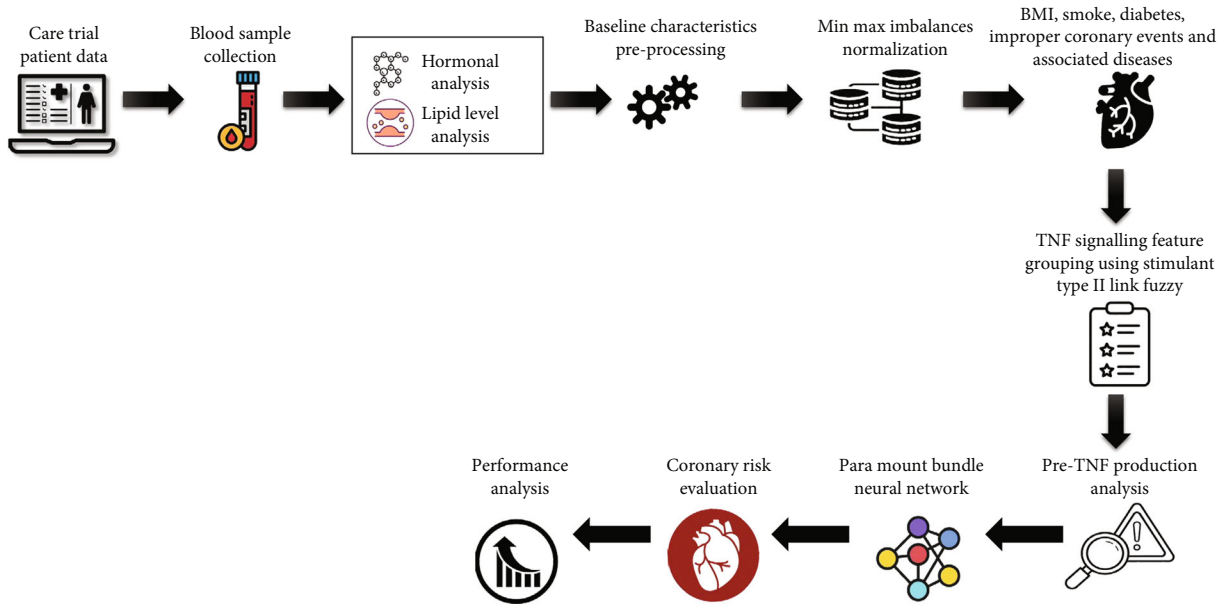 Care trial
patient data
Blood sample
collection
Hormonal
analysis
Lipid level
analysis
Baseline characteristics
pre-processing
Min max imbalances
normalization
BMI, smoke, diabetes,
improper coronary events and
associated diseases
TNF signalling feature
grouping using stimulant
type II link fuzzy
Pre-TNF production
analysis
Para mount bundle
neural network
Coronary risk
evaluation
Performance
analysis